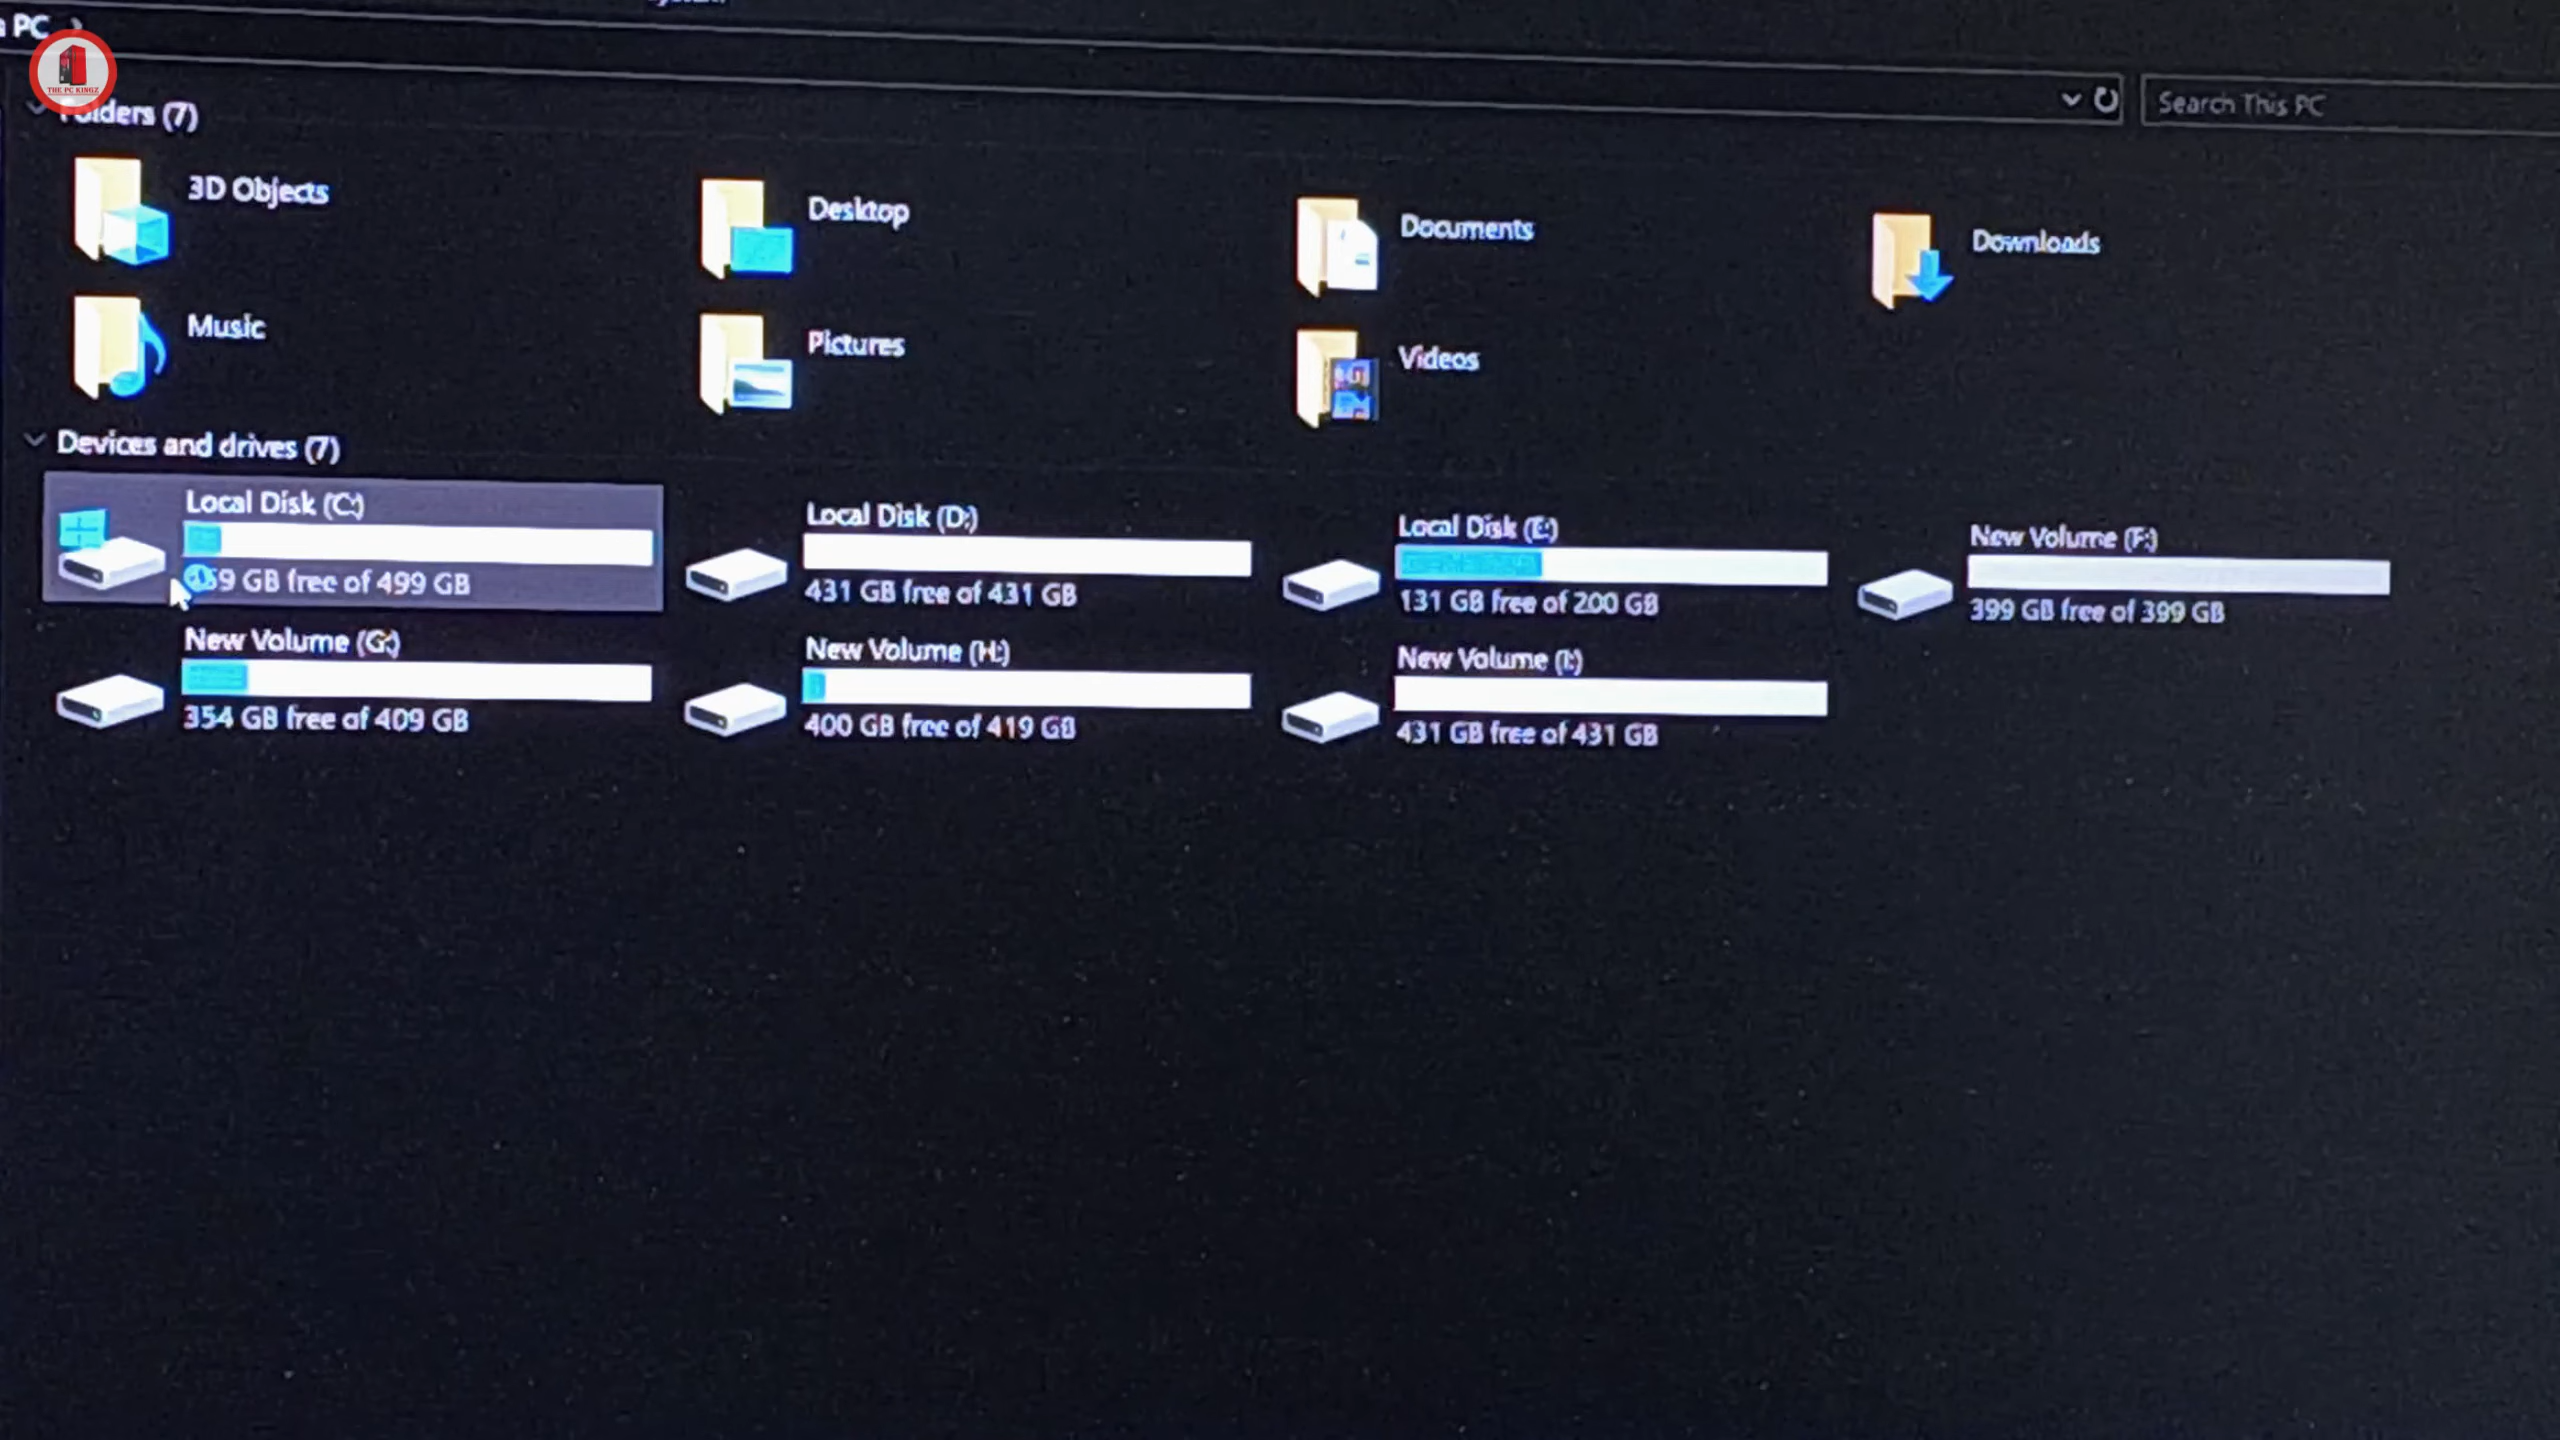 PC
THE PC KINGZ
Folders (7)
Search This PC
3D Objects
Desktop
Documents
Downloads
Music
Pictures
Videos
Devices and drives (7)
Local Disk (C:)
GB free of 499 GB
Local Disk (D:)
431 GB free of 431 GB
Local Disk (E:)
131 GB free of 200 GB
New Volume (F:)
399 GB free of 399 GB
New Volume (G:)
354 GB free of 409 GB
New Volume (H:)
400 GB free of 419 GB
New Volume (I:)
431 GB free of 431 GB